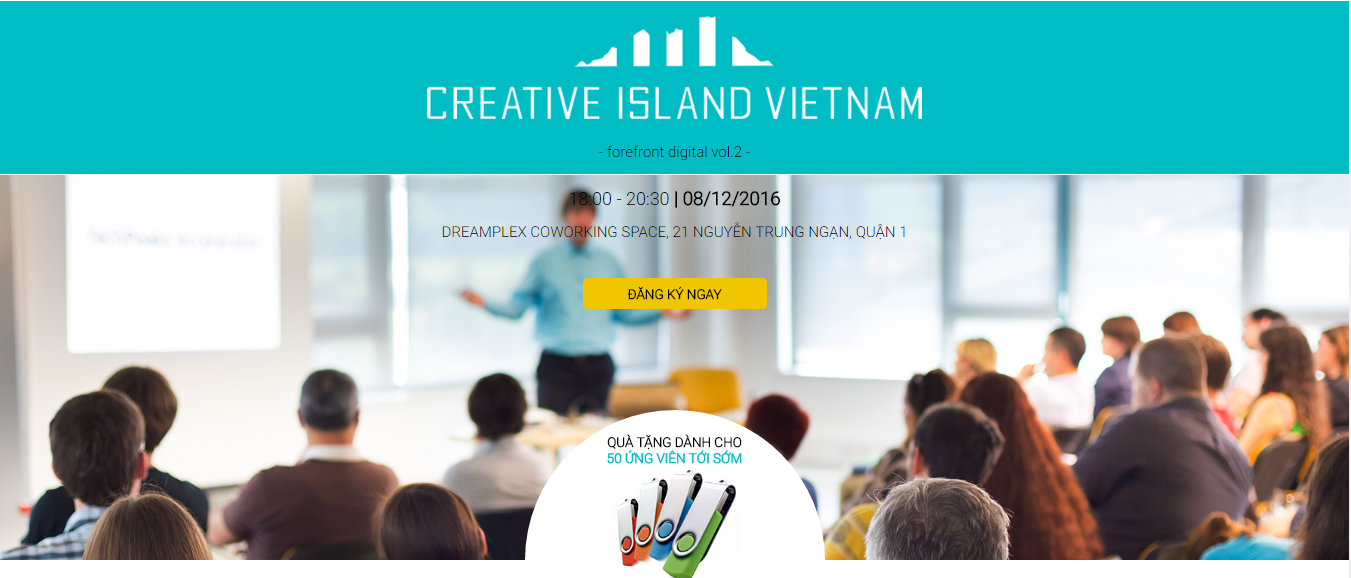 CREATIVE ISLAND VIETNAM
- forefront digital vol.2 -
18:00 - 20:30 | 08/12/2016
DREAMPLEX COWORKING SPACE, 21 NGUYỄN TRUNG NGẠN, QUẬN 1
ĐĂNG KÝ NGAY
QUÀ TẶNG DÀNH CHO
50 ỨNG VIÊN TỚI SỚM